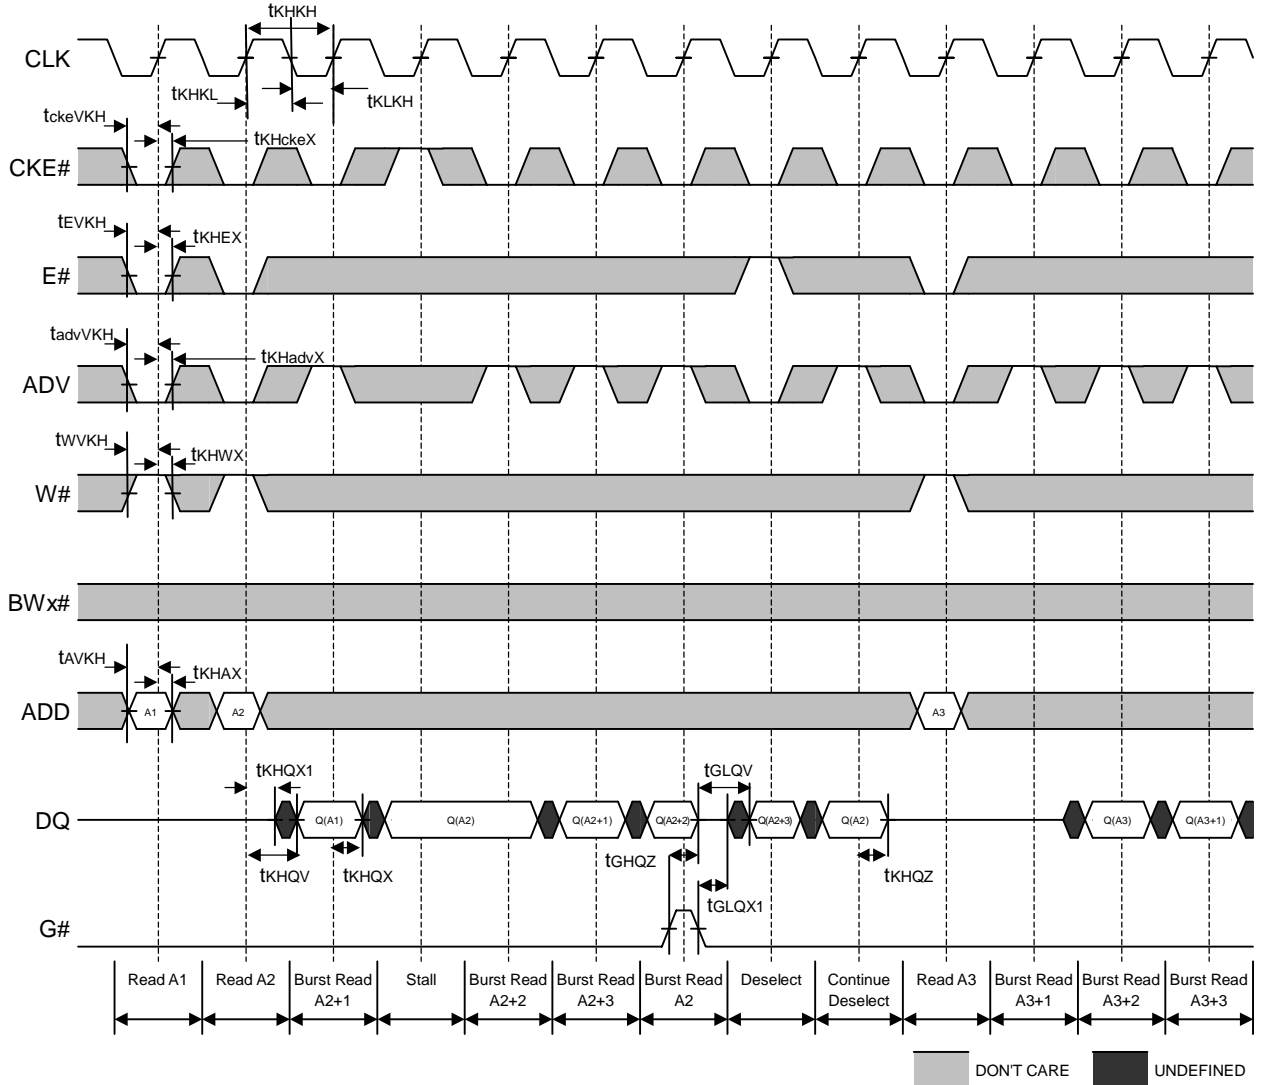 tKHKH
CLK
tKHKL
tKLKH
tckeVKH
tKHckeX
CKE#
tEVKH
tKHEX
E#
tadvVKH
tKHadvX
ADV
tWVKH
tKHWX
W#
BWx#
tAVKH
tKHAX
ADD
A1
A2
A3
tKHQX1
tGLQV
DQ
Q(A1)
Q(A2)
Q(A2+1)
Q(A2+2)
Q(A2+3)
Q(A2)
Q(A3)
Q(A3+1)
tKHQV
tKHQX
tGHQZ
tKHQZ
tGLQX1
G#
Read A1
Read A2
Burst Read
A2+1
Stall
Burst Read
A2+2
Burst Read
A2+3
Burst Read
A2
Deselect
Continue
Deselect
Read A3
Burst Read
A3+1
Burst Read
A3+2
Burst Read
A3+3
DON'T CARE
UNDEFINED